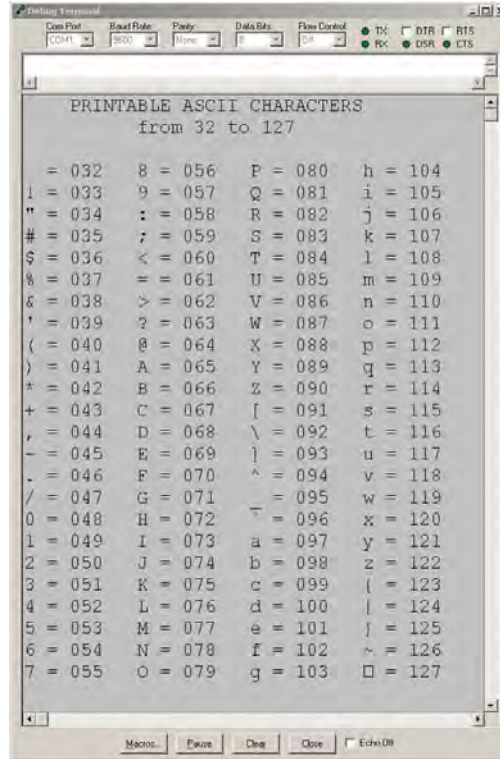 Debug Terminal
Com Port Baud Rate Parity Data Bits Flow Control
COM1 9600 None 8 Off
TX DTR RTS
RX DSR CTS
PRINTABLE ASCII CHARACTERS
from 32 to 127
= 032 8 = 056 P = 080 h = 104
! = 033 9 = 057 Q = 081 i = 105
" = 034 : = 058 R = 082 j = 106
# = 035 ; = 059 S = 083 k = 107
$ = 036 < = 060 T = 084 l = 108
% = 037 = = 061 U = 085 m = 109
& = 038 > = 062 V = 086 n = 110
' = 039 ? = 063 W = 087 o = 111
( = 040 @ = 064 X = 088 p = 112
) = 041 A = 065 Y = 089 q = 113
* = 042 B = 066 Z = 090 r = 114
+ = 043 C = 067 [ = 091 s = 115
, = 044 D = 068 \ = 092 t = 116
- = 045 E = 069 ] = 093 u = 117
. = 046 F = 070 ^ = 094 v = 118
/ = 047 G = 071 _ = 095 w = 119
0 = 048 H = 072 ` = 096 x = 120
1 = 049 I = 073 a = 097 y = 121
2 = 050 J = 074 b = 098 z = 122
3 = 051 K = 075 c = 099 { = 123
4 = 052 L = 076 d = 100 | = 124
5 = 053 M = 077 e = 101 } = 125
6 = 054 N = 078 f = 102 ~ = 126
7 = 055 O = 079 g = 103 □ = 127
Macros... Pause Clear Close Echo Off